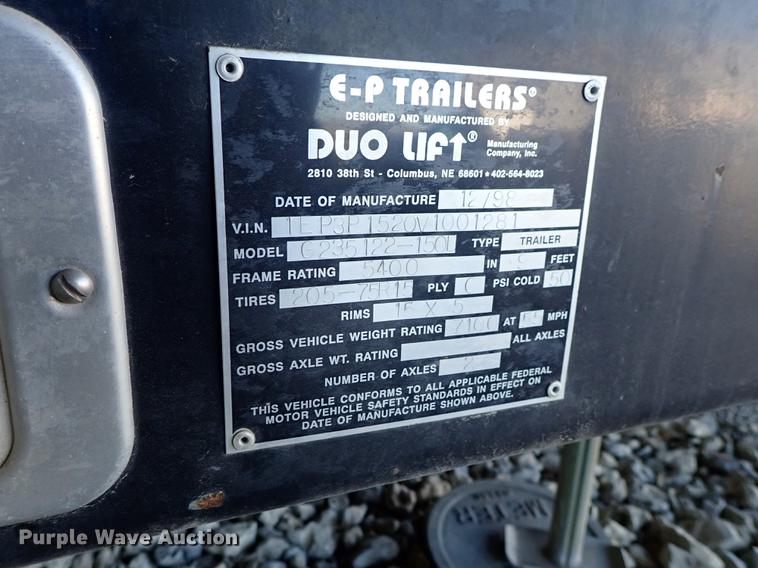 E-P TRAILERS®
DESIGNED AND MANUFACTURED BY
DUO LIFT® Manufacturing Company, Inc.
2810 38th St - Columbus, NE 68601 * 402-564-8023
DATE OF MANUFACTURE 12/98
V.I.N. 1EP3P1520V1001281
MODEL TYPE TRAILER
FRAME RATING 5400 IN FEET
TIRES 205-75R15 PLY C PSI COLD 50
RIMS 15 X 5
GROSS VEHICLE WEIGHT RATING 7100 AT 55 MPH
GROSS AXLE WT. RATING ALL AXLES
NUMBER OF AXLES 2
THIS VEHICLE CONFORMS TO ALL APPLICABLE FEDERAL
MOTOR VEHICLE SAFETY STANDARDS IN EFFECT ON
DATE OF MANUFACTURE SHOWN ABOVE.
METER
Purple Wave Auction